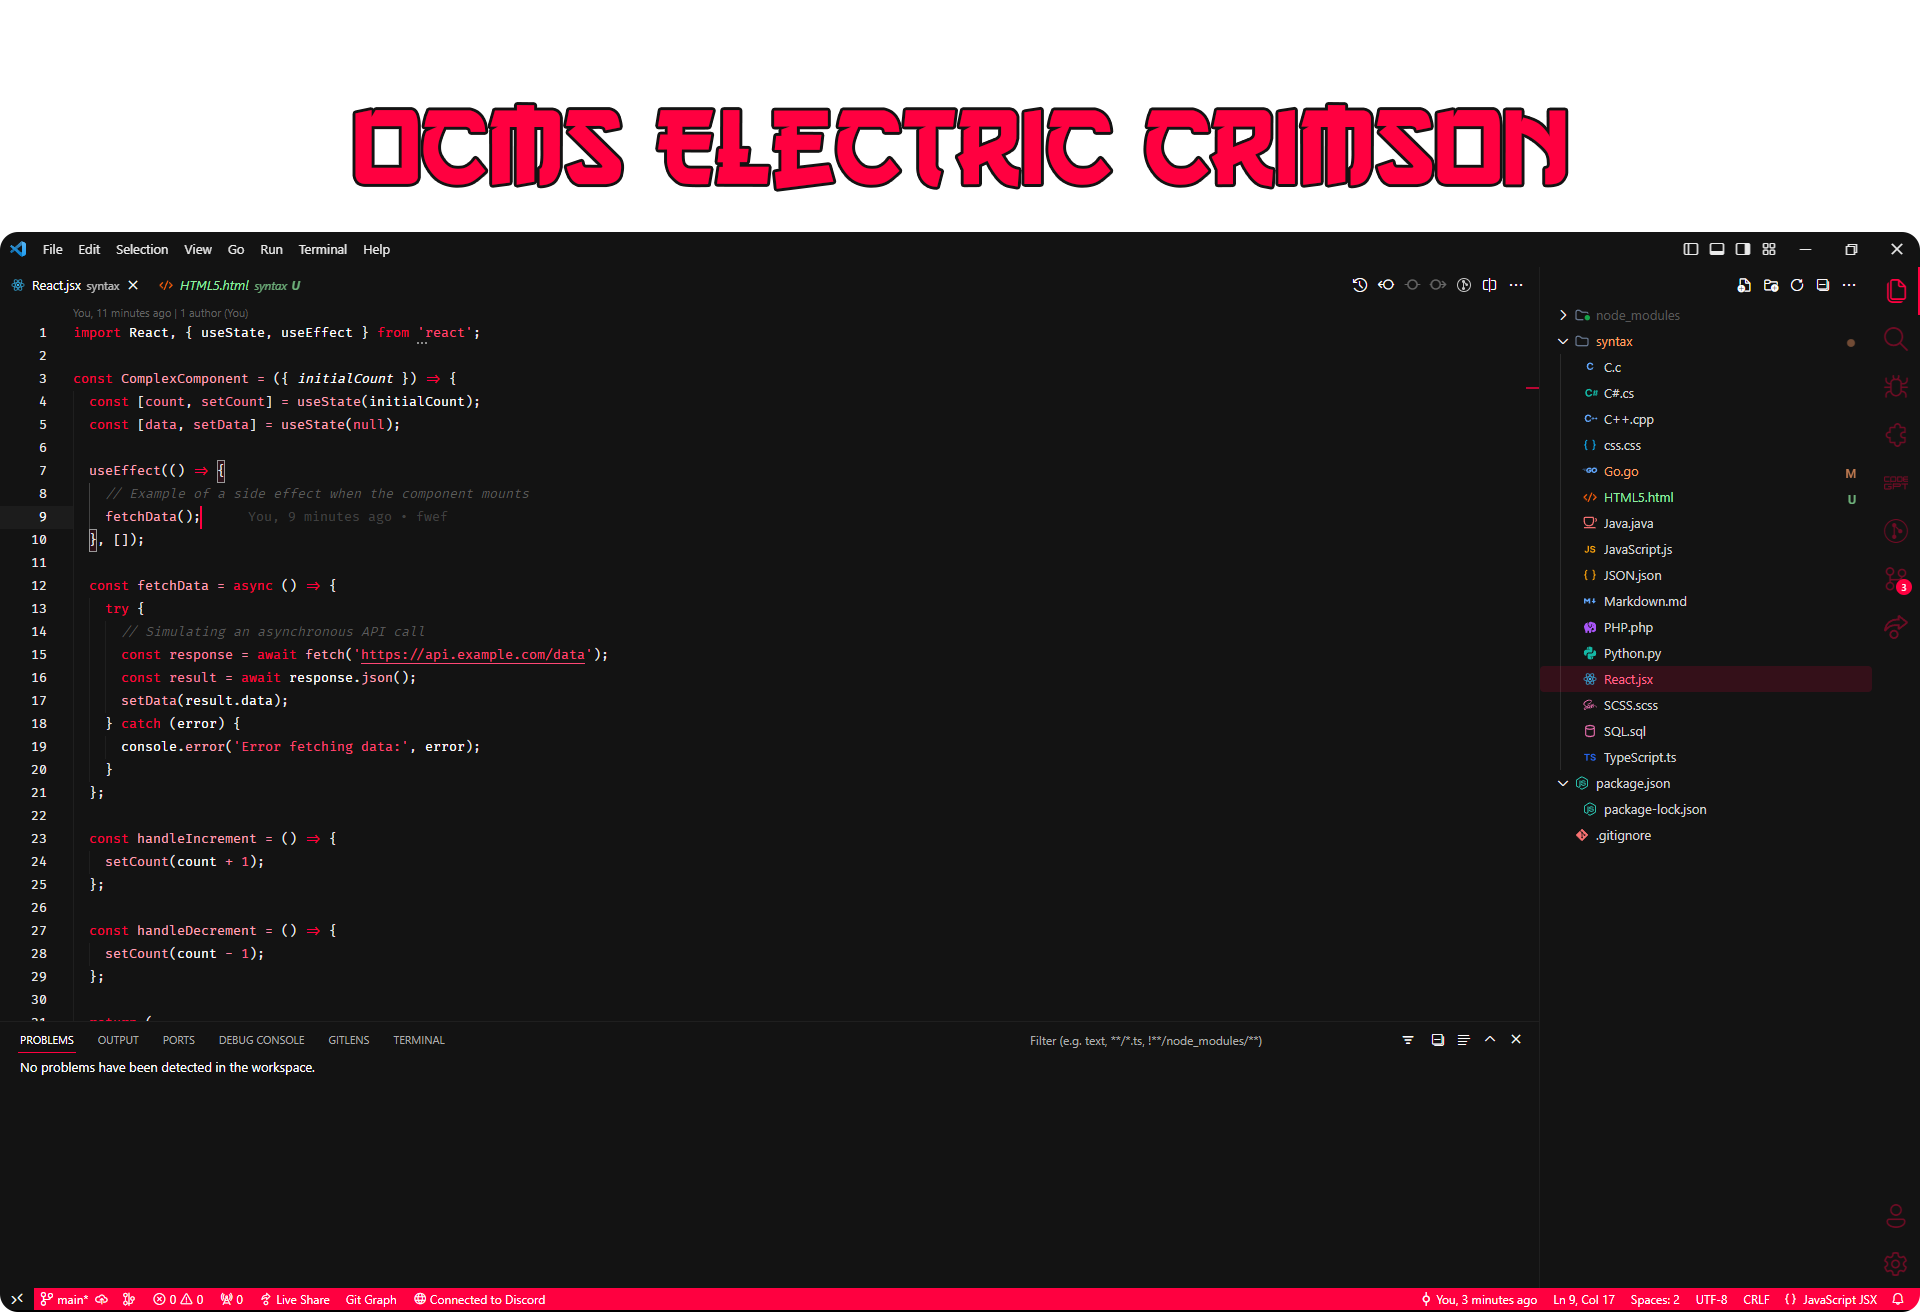 OCMS ELECTRIC CRIMSON
File Edit Selection View Go Run Terminal Help
React.jsx syntax HTML5.html syntax U
You, 11 minutes ago | 1 author (You)
1 import React, { useState, useEffect } from 'react';
2
3 const ComplexComponent = ({ initialCount }) => {
4 const [count, setCount] = useState(initialCount);
5 const [data, setData] = useState(null);
6
7 useEffect(() => {
8 // Example of a side effect when the component mounts
9 fetchData(); You, 9 minutes ago • fwef
10 }, []);
11
12 const fetchData = async () => {
13 try {
14 // Simulating an asynchronous API call
15 const response = await fetch('https://api.example.com/data');
16 const result = await response.json();
17 setData(result.data);
18 } catch (error) {
19 console.error('Error fetching data:', error);
20 }
21 };
22
23 const handleIncrement = () => {
24 setCount(count + 1);
25 };
26
27 const handleDecrement = () => {
28 setCount(count - 1);
29 };
30
31 return (
node_modules
syntax
C C.c
C# C#.cs
C++ C++.cpp
{ } css.css
GO Go.go M
</> HTML5.html U
Java.java
JS JavaScript.js
{ } JSON.json
M↓ Markdown.md
PHP.php
Python.py
React.jsx
SCSS.scss
SQL.sql
TS TypeScript.ts
package.json
package-lock.json
.gitignore
CODE GPT
3
PROBLEMS OUTPUT PORTS DEBUG CONSOLE GITLENS TERMINAL Filter (e.g. text, **/*.ts, !**/node_modules/**)
No problems have been detected in the workspace.
main* 0 0 0 Live Share Git Graph Connected to Discord You, 3 minutes ago Ln 9, Col 17 Spaces: 2 UTF-8 CRLF { } JavaScript JSX